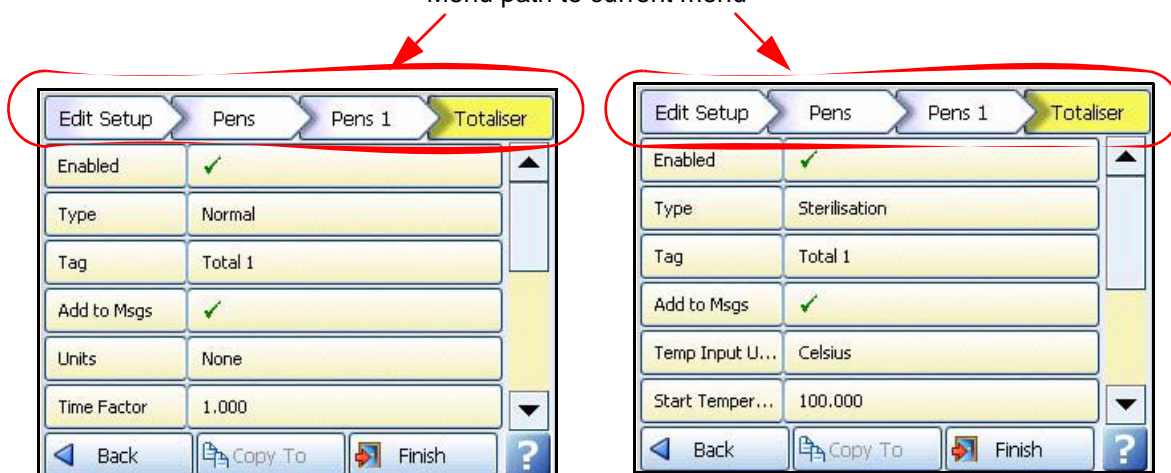 Menu path to current menu
Edit Setup Pens Pens 1 Totaliser
Enabled ✓
Type Normal
Tag Total 1
Add to Msgs ✓
Units None
Time Factor 1.000
Back Copy To Finish ?
Edit Setup Pens Pens 1 Totaliser
Enabled ✓
Type Sterilisation
Tag Total 1
Add to Msgs ✓
Temp Input U... Celsius
Start Temper... 100.000
Back Copy To Finish ?